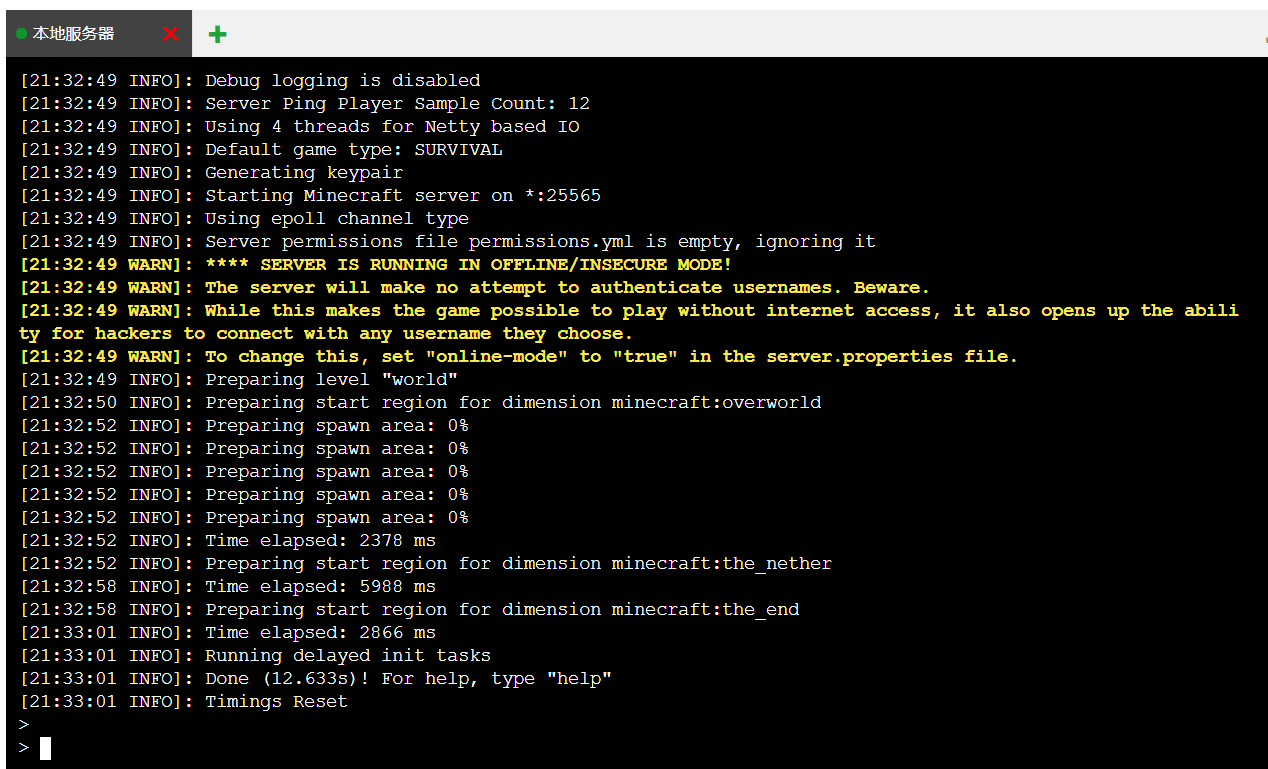 本地服务器
[21:32:49 INFO]: Debug logging is disabled
[21:32:49 INFO]: Server Ping Player Sample Count: 12
[21:32:49 INFO]: Using 4 threads for Netty based IO
[21:32:49 INFO]: Default game type: SURVIVAL
[21:32:49 INFO]: Generating keypair
[21:32:49 INFO]: Starting Minecraft server on *:25565
[21:32:49 INFO]: Using epoll channel type
[21:32:49 INFO]: Server permissions file permissions.yml is empty, ignoring it
[21:32:49 WARN]: **** SERVER IS RUNNING IN OFFLINE/INSECURE MODE!
[21:32:49 WARN]: The server will make no attempt to authenticate usernames. Beware.
[21:32:49 WARN]: While this makes the game possible to play without internet access, it also opens up the abili
ty for hackers to connect with any username they choose.
[21:32:49 WARN]: To change this, set "online-mode" to "true" in the server.properties file.
[21:32:49 INFO]: Preparing level "world"
[21:32:50 INFO]: Preparing start region for dimension minecraft:overworld
[21:32:52 INFO]: Preparing spawn area: 0%
[21:32:52 INFO]: Preparing spawn area: 0%
[21:32:52 INFO]: Preparing spawn area: 0%
[21:32:52 INFO]: Preparing spawn area: 0%
[21:32:52 INFO]: Preparing spawn area: 0%
[21:32:52 INFO]: Time elapsed: 2378 ms
[21:32:52 INFO]: Preparing start region for dimension minecraft:the_nether
[21:32:58 INFO]: Time elapsed: 5988 ms
[21:32:58 INFO]: Preparing start region for dimension minecraft:the_end
[21:33:01 INFO]: Time elapsed: 2866 ms
[21:33:01 INFO]: Running delayed init tasks
[21:33:01 INFO]: Done (12.633s)! For help, type "help"
[21:33:01 INFO]: Timings Reset
>
>